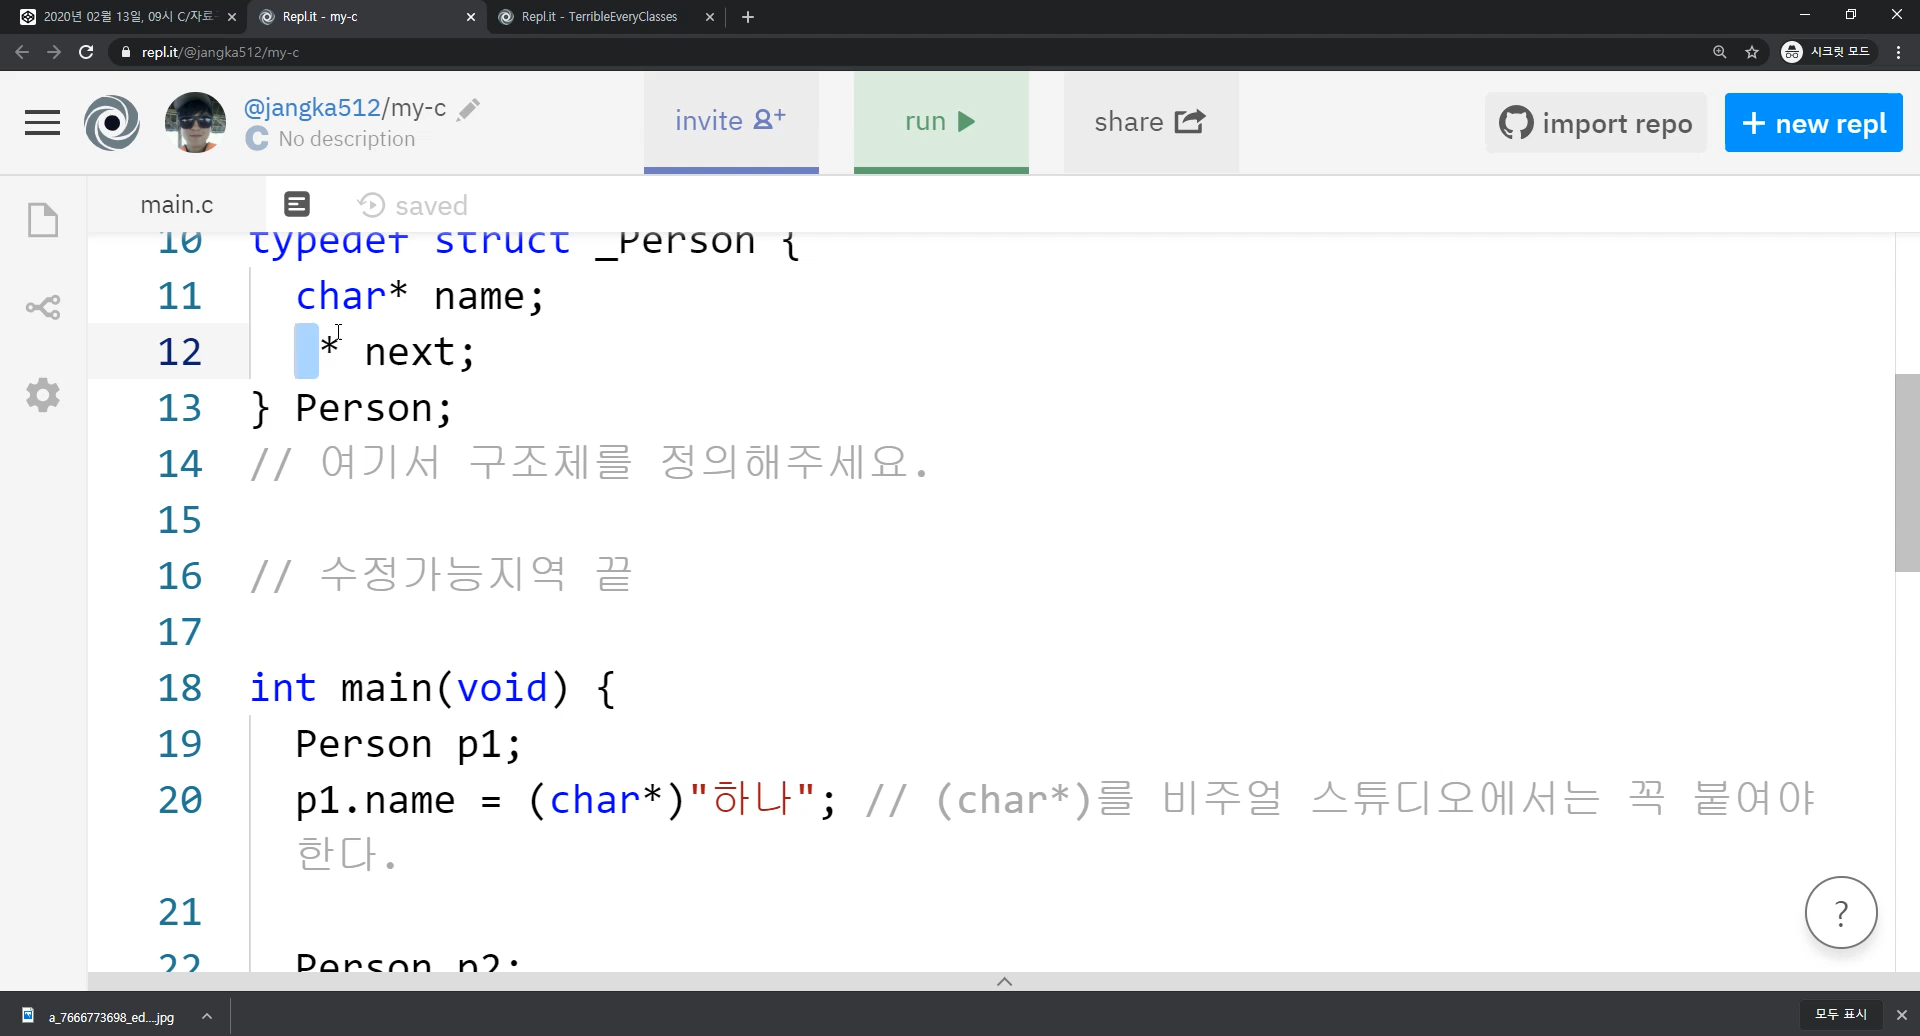 2020년 02월 13일, 09시 C/자료
Repl.it - my-c
Repl.it - TerribleEveryClasses
repl.it/@jangka512/my-c
시크릿 모드
@jangka512/my-c
No description
invite
run
share
import repo
+ new repl
main.c
saved
10 typedef struct _Person {
11 char* name;
12 * next;
13 } Person;
14 // 여기서 구조체를 정의해주세요.
15
16 // 수정가능지역 끝
17
18 int main(void) {
19 Person p1;
20 p1.name = (char*)"하나"; // (char*)를 비주얼 스튜디오에서는 꼭 붙여야
한다.
21
22 Person p2;
?
a_7666773698_ed....jpg
모두 표시